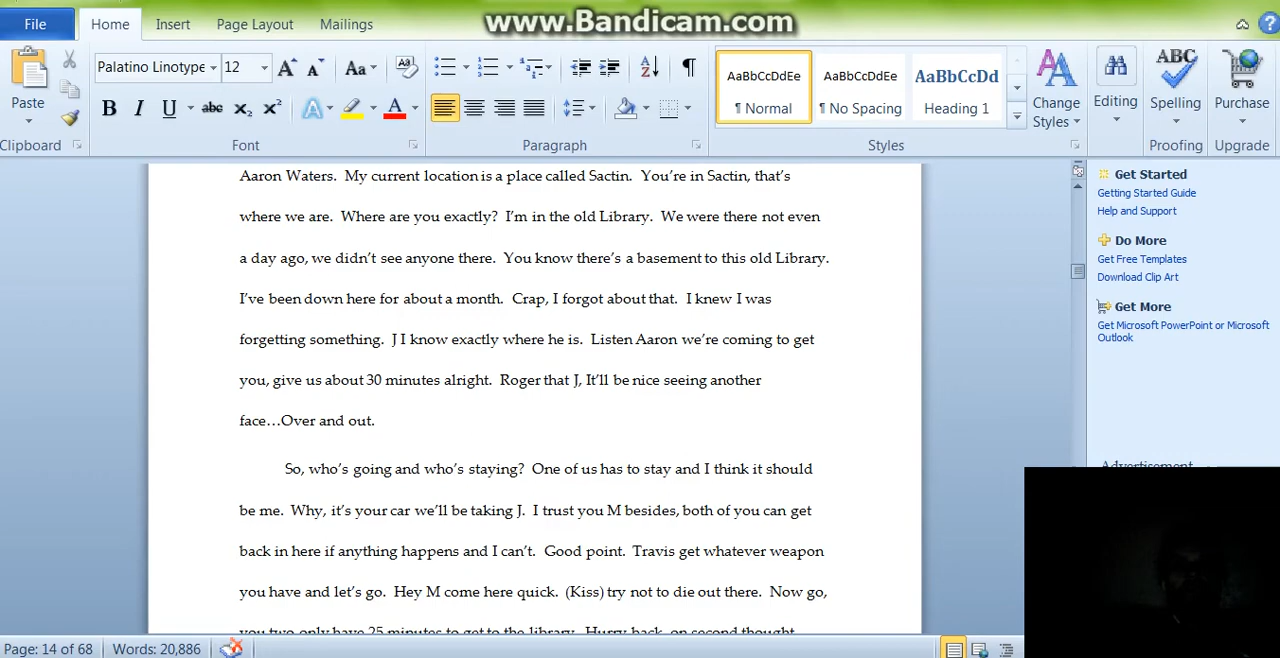 www.Bandicam.com
File Home Insert Page Layout Mailings
Palatino Linotype 12 Aa AaBbCcDdEe AaBbCcDdEe AaBbCcDd
Paste B I U abc x₂ x² A A ¶ Normal ¶ No Spacing Heading 1 Change Styles Editing ABC Spelling Purchase
Clipboard Font Paragraph Styles Proofing Upgrade
Aaron Waters.  My current location is a place called Sactin.  You’re in Sactin, that’s
where we are.  Where are you exactly?  I’m in the old Library.  We were there not even
a day ago, we didn’t see anyone there.  You know there’s a basement to this old Library.
I’ve been down here for about a month.  Crap, I forgot about that.  I knew I was
forgetting something.  J I know exactly where he is.  Listen Aaron we’re coming to get
you, give us about 30 minutes alright.  Roger that J, It’ll be nice seeing another
face…Over and out.
So, who’s going and who’s staying?  One of us has to stay and I think it should
be me.  Why, it’s your car we’ll be taking J.  I trust you M besides, both of you can get
back in here if anything happens and I can’t.  Good point.  Travis get whatever weapon
you have and let’s go.  Hey M come here quick.  (Kiss) try not to die out there.  Now go,
you two only have 25 minutes to get to the library.  Hurry back, on second thought
Get Started
Getting Started Guide
Help and Support
Do More
Get Free Templates
Download Clip Art
Get More
Get Microsoft PowerPoint or Microsoft
Outlook
Advertisement
Page: 14 of 68 Words: 20,886